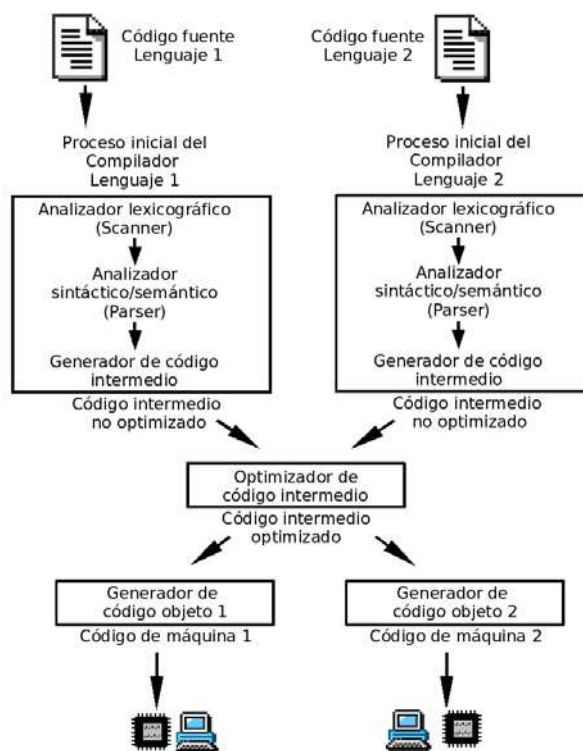 Código fuente
Lenguaje 1
Código fuente
Lenguaje 2
Proceso inicial del
Compilador
Lenguaje 1
Proceso inicial del
Compilador
Lenguaje 2
Analizador lexicográfico
(Scanner)
Analizador
sintáctico/semántico
(Parser)
Generador de código
intermedio
Analizador lexicográfico
(Scanner)
Analizador
sintáctico/semántico
(Parser)
Generador de código
intermedio
Código intermedio
no optimizado
Código intermedio
no optimizado
Optimizador de
código intermedio
Código intermedio
optimizado
Generador de
código objeto 1
Código de máquina 1
Generador de
código objeto 2
Código de máquina 2